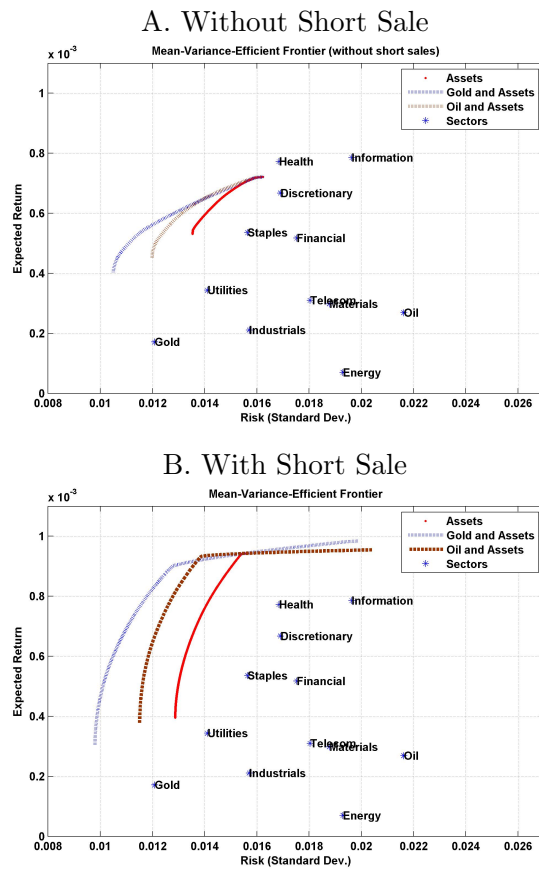 A. Without Short Sale
Mean-Variance-Efficient Frontier (without short sales)
x 10^-3
Assets
Gold and Assets
Oil and Assets
Sectors
1
0.8
0.6
0.4
0.2
0
Expected Return
Health
Information
Discretionary
Staples
Financial
Utilities
Telecom
Materials
Oil
Industrials
Gold
Energy
0.008 0.01 0.012 0.014 0.016 0.018 0.02 0.022 0.024 0.026
Risk (Standard Dev.)
B. With Short Sale
Mean-Variance-Efficient Frontier
x 10^-3
Assets
Gold and Assets
Oil and Assets
Sectors
1
0.8
0.6
0.4
0.2
0
Expected Return
Health
Information
Discretionary
Staples
Financial
Utilities
Telecom
Materials
Oil
Industrials
Gold
Energy
0.008 0.01 0.012 0.014 0.016 0.018 0.02 0.022 0.024 0.026
Risk (Standard Dev.)